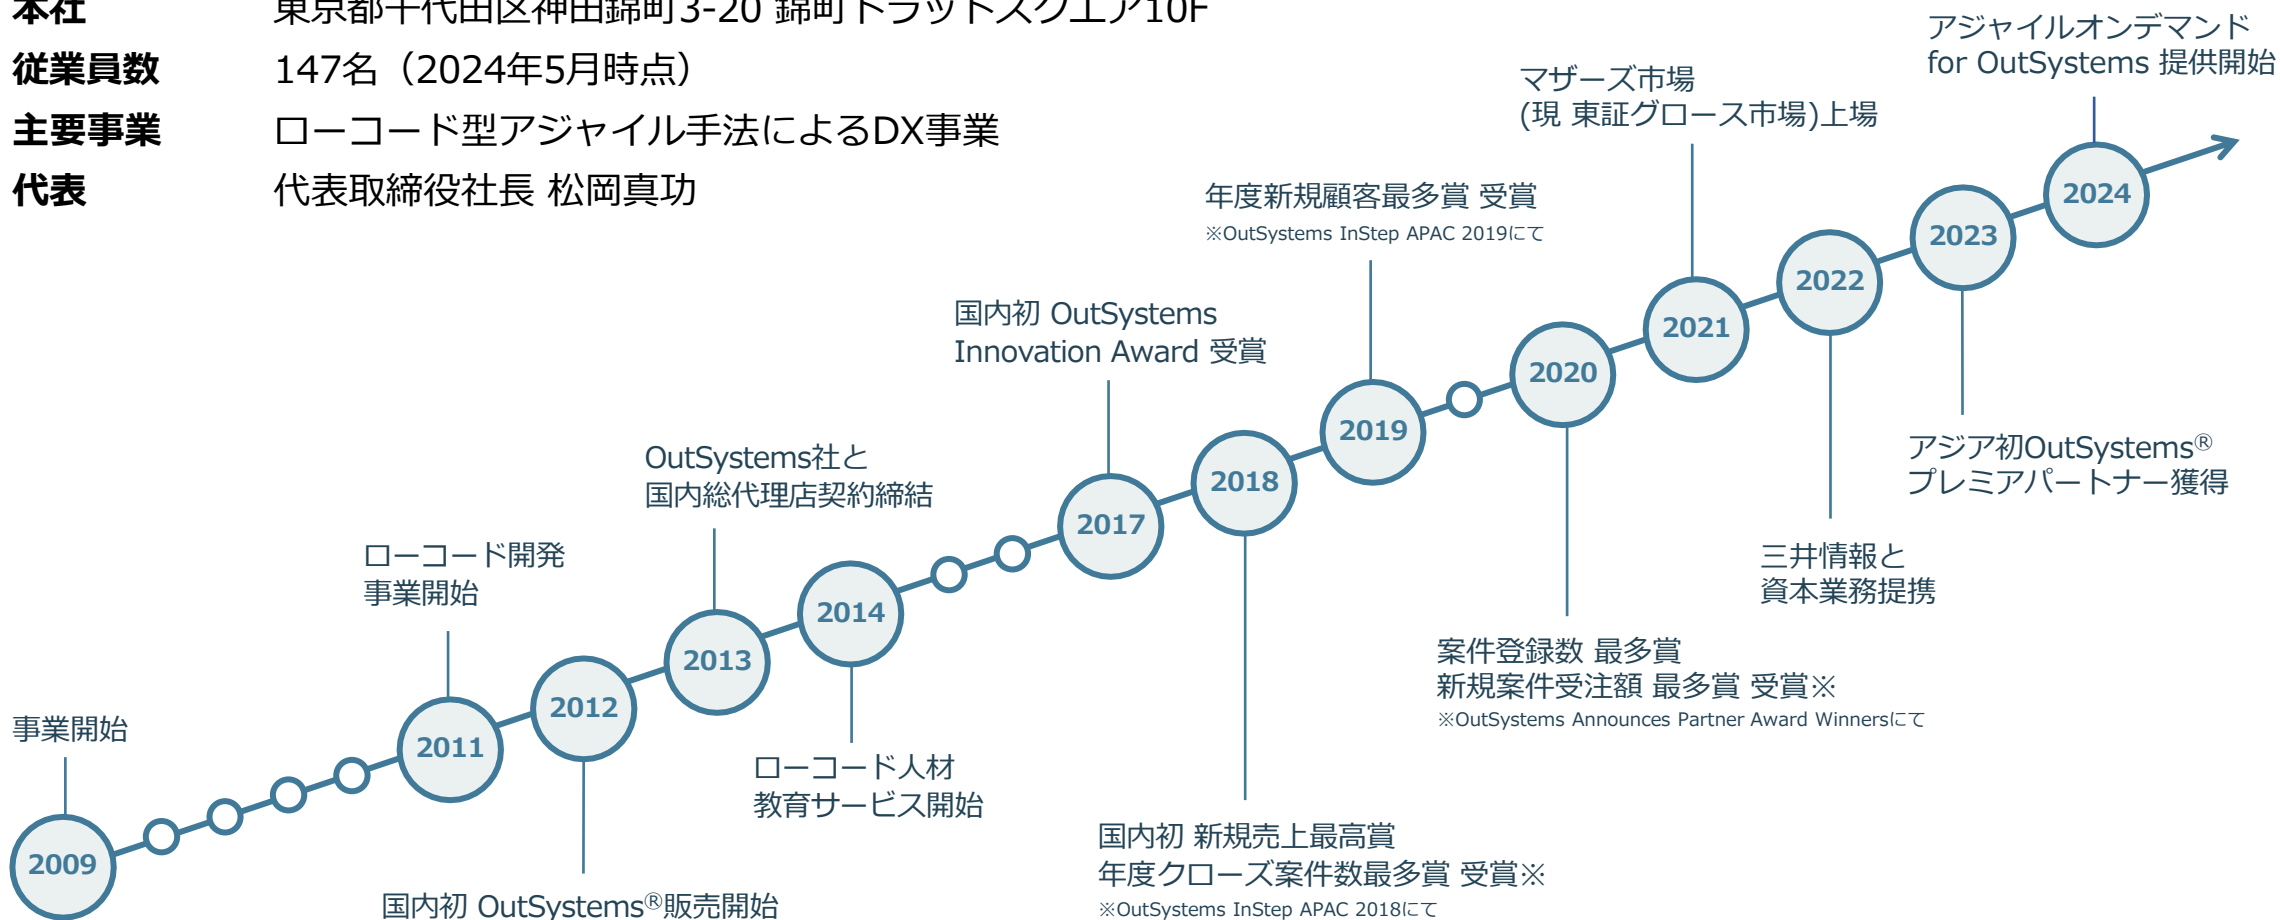 本社 東京都千代田区神田錦町3-20 錦町トラッドスクエア10F
従業員数 147名（2024年5月時点）
主要事業 ローコード型アジャイル手法によるDX事業
代表 代表取締役社長 松岡真功
事業開始
2009
ローコード開発
事業開始
2011
2012
国内初 OutSystems®販売開始
OutSystems社と
国内総代理店契約締結
2013
2014
ローコード人材
教育サービス開始
国内初 OutSystems
Innovation Award 受賞
2017
2018
国内初 新規売上最高賞
年度クローズ案件数最多賞 受賞※
※OutSystems InStep APAC 2018にて
年度新規顧客最多賞 受賞
※OutSystems InStep APAC 2019にて
2019
2020
案件登録数 最多賞
新規案件受注額 最多賞 受賞※
※OutSystems Announces Partner Award Winnersにて
マザーズ市場
(現 東証グロース市場)上場
2021
2022
三井情報と
資本業務提携
2023
アジア初OutSystems®
プレミアパートナー獲得
アジャイルオンデマンド
for OutSystems 提供開始
2024